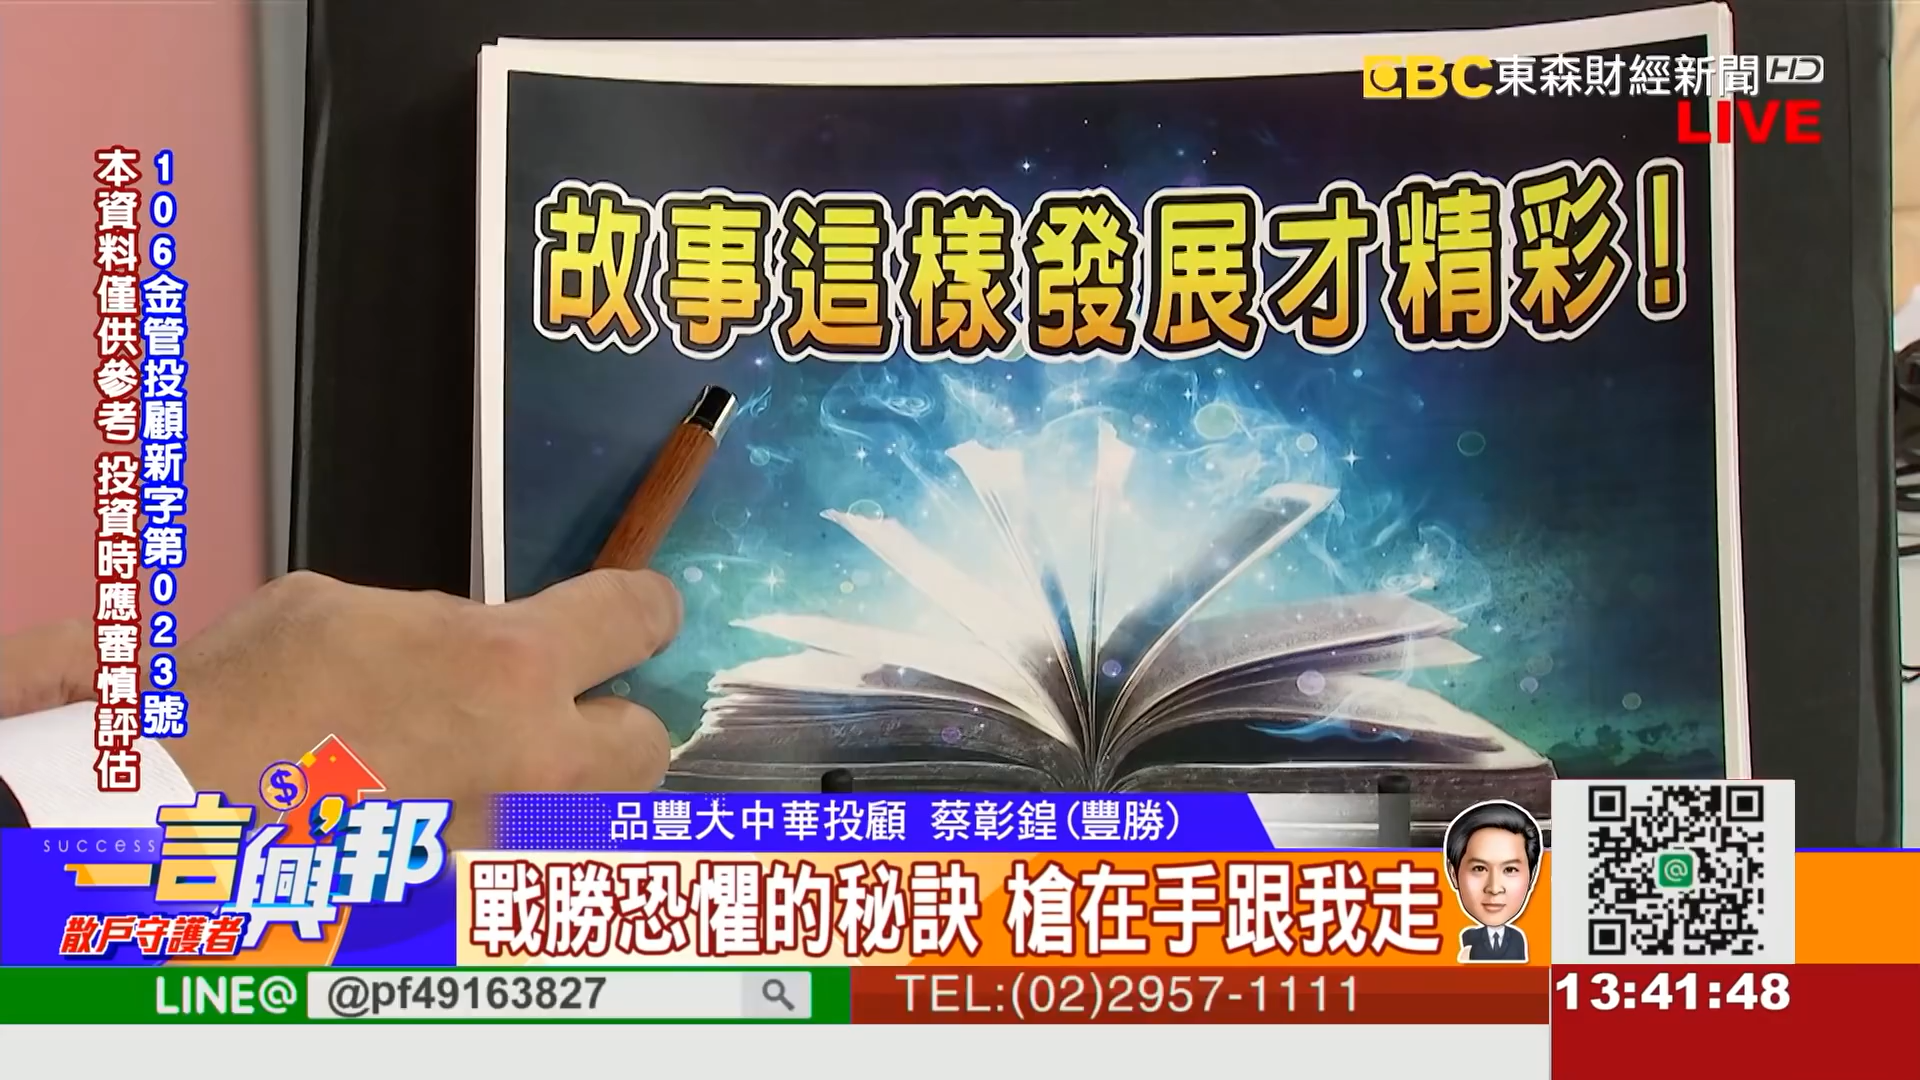 EBC東森財經新聞HD
LIVE
故事這樣發展才精彩!
106金管投顧新字第023號
本資料僅供參考 投資時應審慎評估
success
一言興邦
散戶守護者
品豐大中華投顧 蔡彰鍠(豐勝)
戰勝恐懼的秘訣 槍在手跟我走
LINE@ @pf49163827
TEL:(02)2957-1111
13:41:48